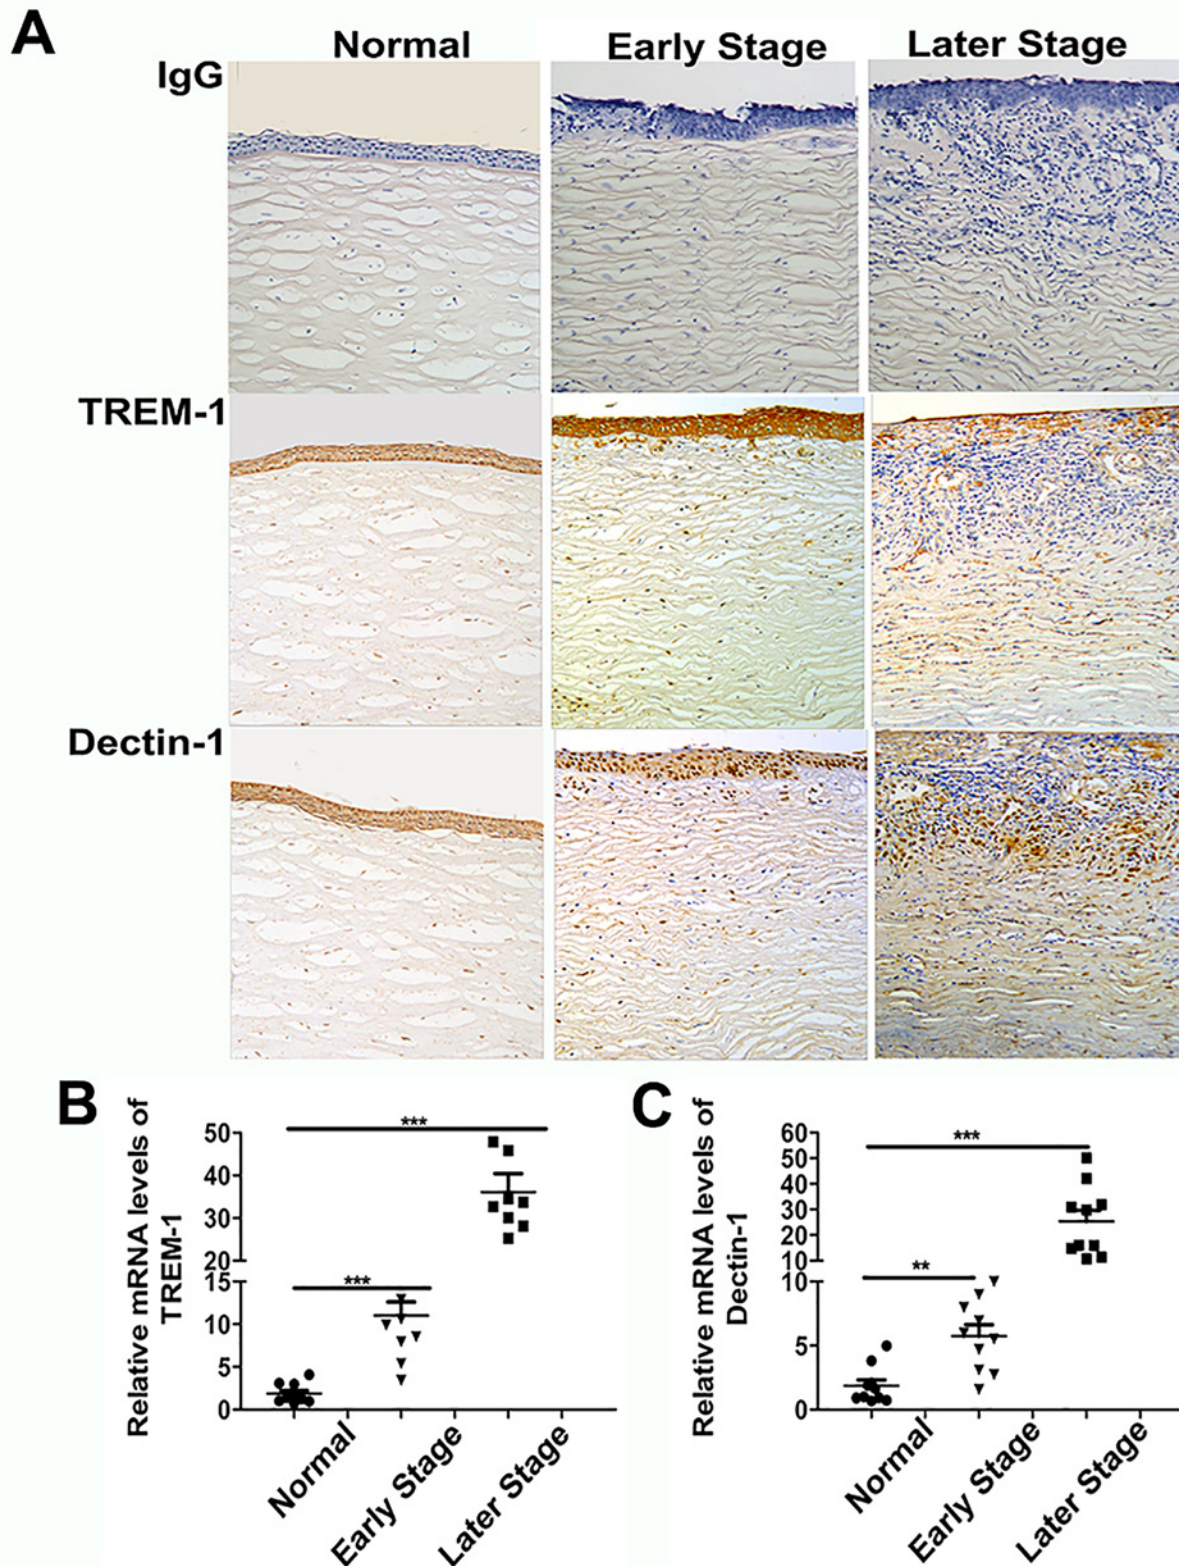 A
Normal
Early Stage
Later Stage
IgG
TREM-1
Dectin-1
B
Relative mRNA levels of
TREM-1
50
40
30
20
15
10
5
0
***
***
Normal
Early Stage
Later Stage
C
Relative mRNA levels of
Dectin-1
60
50
40
30
20
10
10
5
0
***
**
Normal
Early Stage
Later Stage